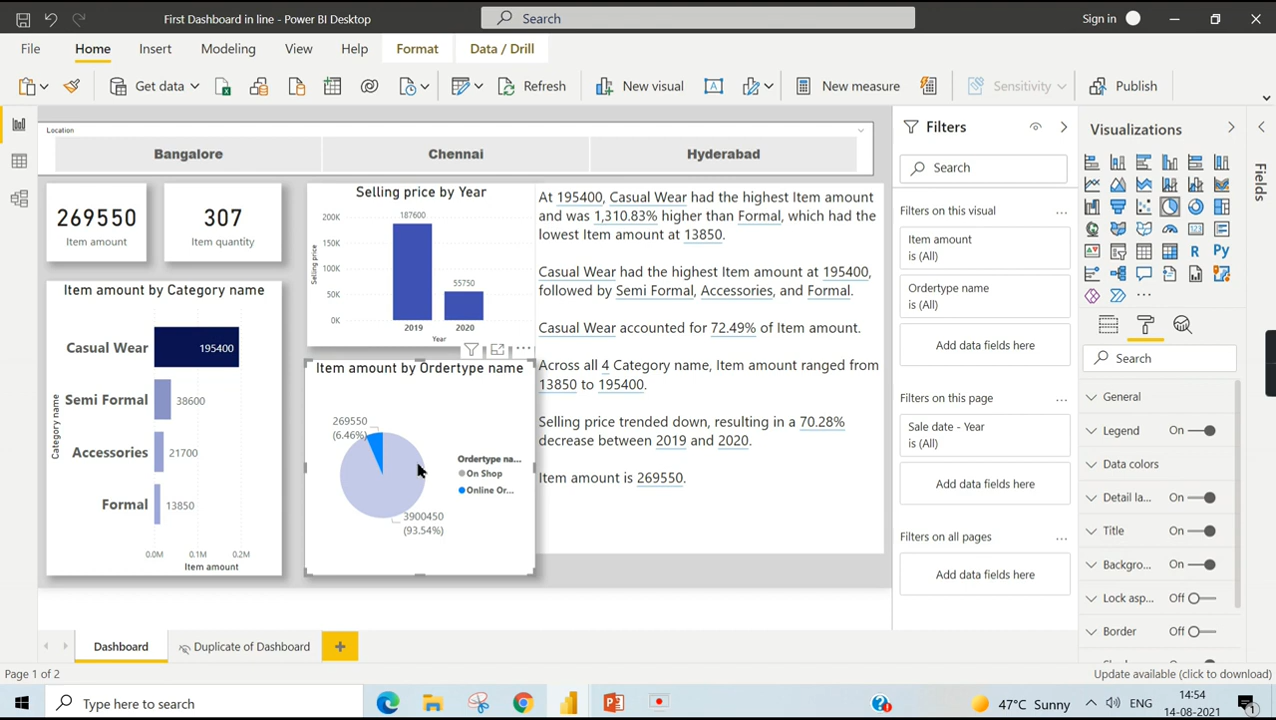 First Dashboard in line - Power BI Desktop
Search
Sign in
File
Home
Insert
Modeling
View
Help
Format
Data / Drill
Get data
Refresh
New visual
New measure
Sensitivity
Publish
Location
Bangalore
Chennai
Hyderabad
269550
Item amount
307
Item quantity
Item amount by Category name
Category name
Casual Wear
195400
Semi Formal
38600
Accessories
21700
Formal
13850
0.0M
0.1M
0.2M
Item amount
Selling price by Year
Selling price
200K
150K
100K
50K
0K
187600
55750
2019
2020
Year
Item amount by Ordertype name
269550
(6.46%)
3900450
(93.54%)
Ordertype na...
On Shop
Online Or...
At 195400, Casual Wear had the highest Item amount
and was 1,310.83% higher than Formal, which had the
lowest Item amount at 13850.
Casual Wear had the highest Item amount at 195400,
followed by Semi Formal, Accessories, and Formal.
Casual Wear accounted for 72.49% of Item amount.
Across all 4 Category name, Item amount ranged from
13850 to 195400.
Selling price trended down, resulting in a 70.28%
decrease between 2019 and 2020.
Item amount is 269550.
Filters
Search
Filters on this visual
...
Item amount
is (All)
Ordertype name
is (All)
Add data fields here
Filters on this page
...
Sale date - Year
is (All)
Add data fields here
Filters on all pages
...
Add data fields here
Visualizations
R
Py
...
Search
General
Legend
On
Data colors
Detail la...
On
Title
On
Backgro...
On
Lock asp...
Off
Border
Off
Fields
Dashboard
Duplicate of Dashboard
Page 1 of 2
Update available (click to download)
Type here to search
47°C Sunny
ENG
14:54
14-08-2021
1